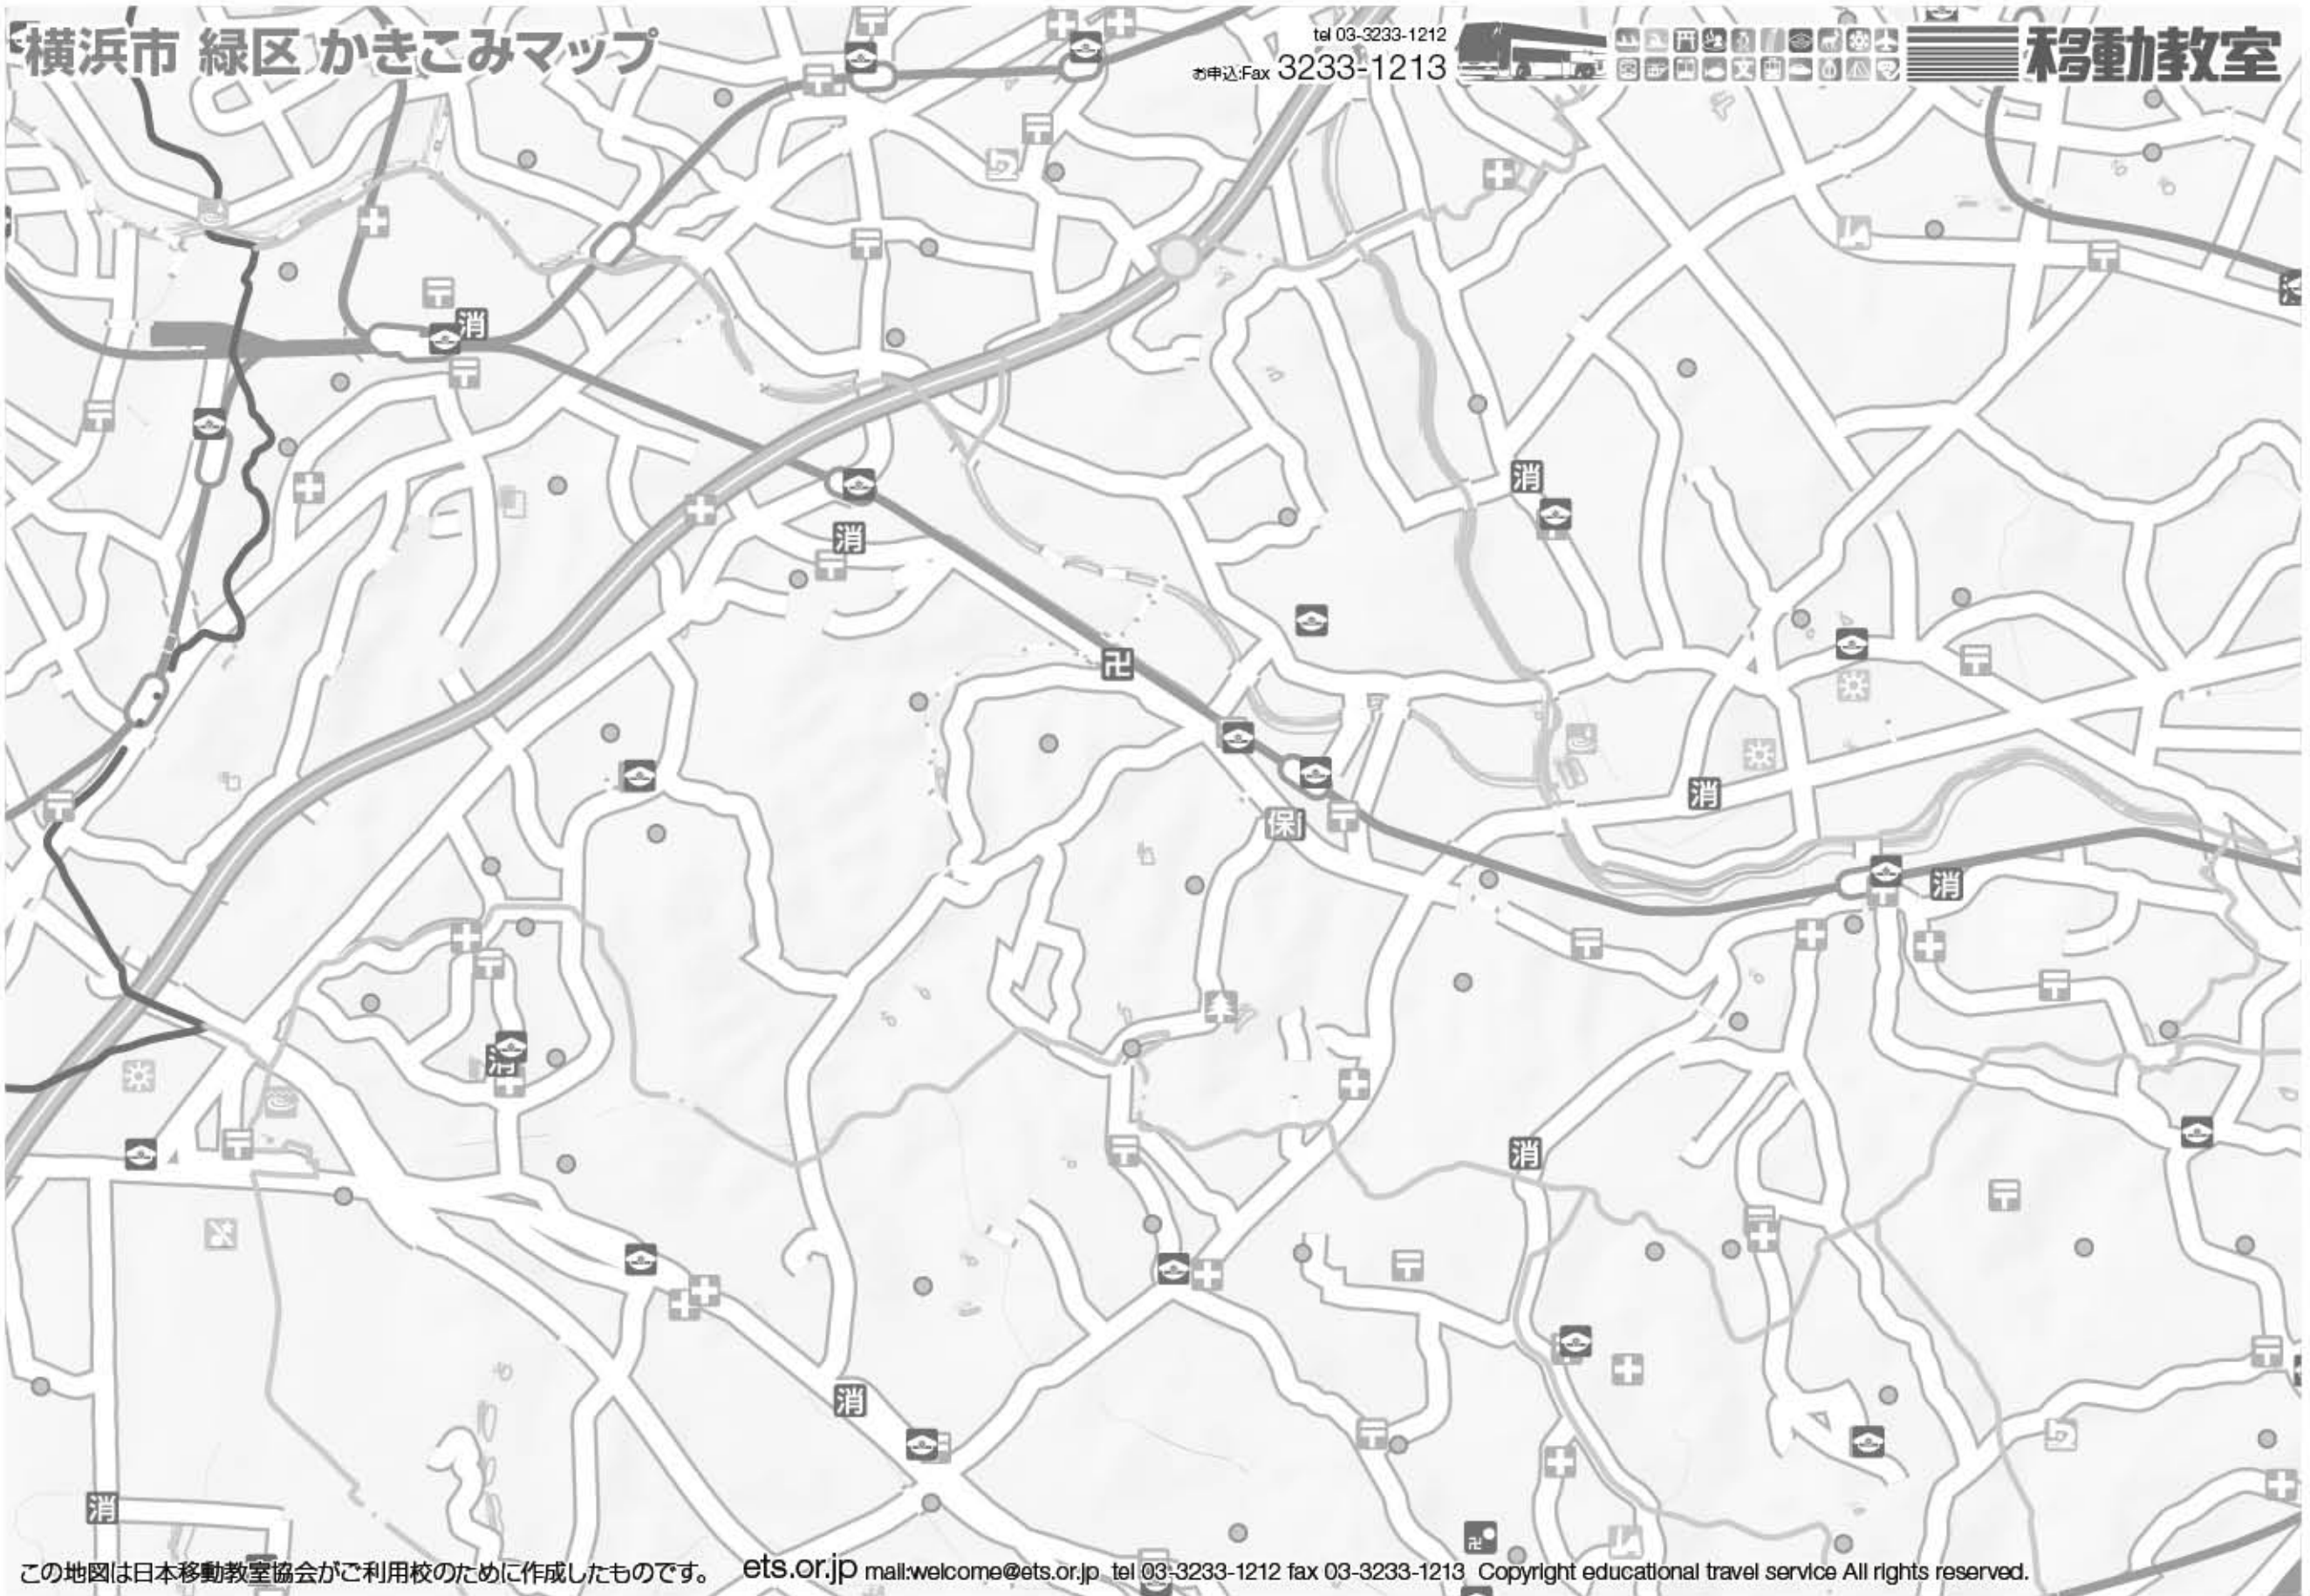 横浜市 緑区 かきこみマップ
tel 03-3233-1212
お申込:Fax 3233-1213
移動教室
消
消
消
卍
消
保
消
消
消
消
消
消
卍
この地図は日本移動教室協会がご利用校のために作成したものです。 ets.or.jp mail:welcome@ets.or.jp tel 03-3233-1212 fax 03-3233-1213 Copyright educational travel service All rights reserved.